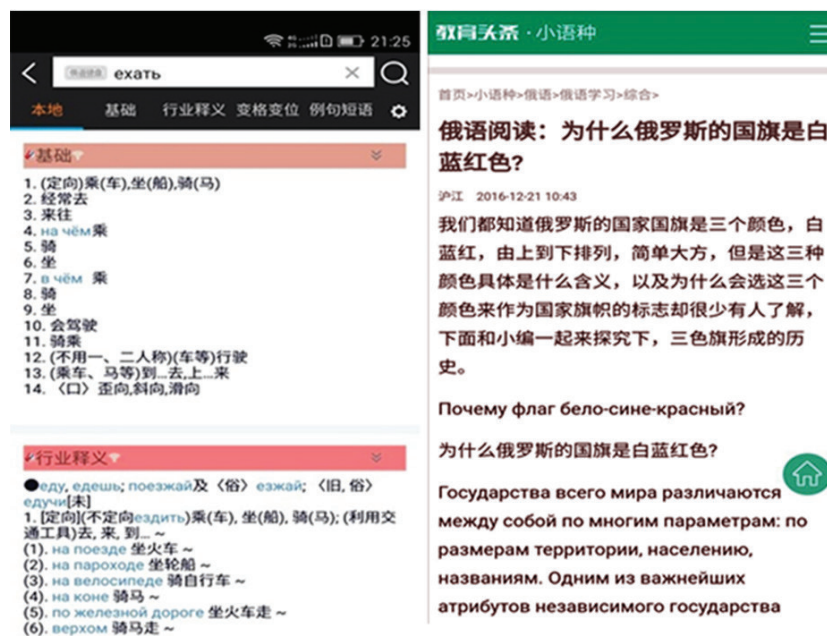 21:25
ехать
本地 基础 行业释义 变格变位 例句短语
基础
1. (定向)乘(车),坐(船),骑(马)
2. 经常去
3. 来往
4. на чём乘
5. 骑
6. 坐
7. в чём 乘
8. 骑
9. 坐
10. 会驾驶
11. 骑乘
12. (不用一、二人称)(车等)行驶
13. (乘车、马等)到...去,上...来
14. 〈口〉歪向,斜向,滑向
行业释义
●еду, едешь; поезжай及〈俗〉езжай; 〈旧, 俗〉
едучи[未]
1. [定向](不定向ездить)乘(车), 坐(船), 骑(马); (利用交
通工具)去, 来, 到... ~
(1). на поезде 坐火车 ~
(2). на пароходе 坐轮船 ~
(3). на велосипеде 骑自行车 ~
(4). на коне 骑马 ~
(5). по железной дороге 坐火车走 ~
(6). верхом 骑马走 ~
教育头条·小语种
首页>小语种>俄语>俄语学习>综合>
俄语阅读：为什么俄罗斯的国旗是白
蓝红色?
沪江 2016-12-21 10:43
我们都知道俄罗斯的国家国旗是三个颜色，白
蓝红，由上到下排列，简单大方，但是这三种
颜色具体是什么含义，以及为什么会选这三个
颜色来作为国家旗帜的标志却很少有人了解，
下面和小编一起来探究下，三色旗形成的历
史。
Почему флаг бело-сине-красный?
为什么俄罗斯的国旗是白蓝红色?
Государства всего мира различаются
между собой по многим параметрам: по
размерам территории, населению,
названиям. Одним из важнейших
атрибутов независимого государства